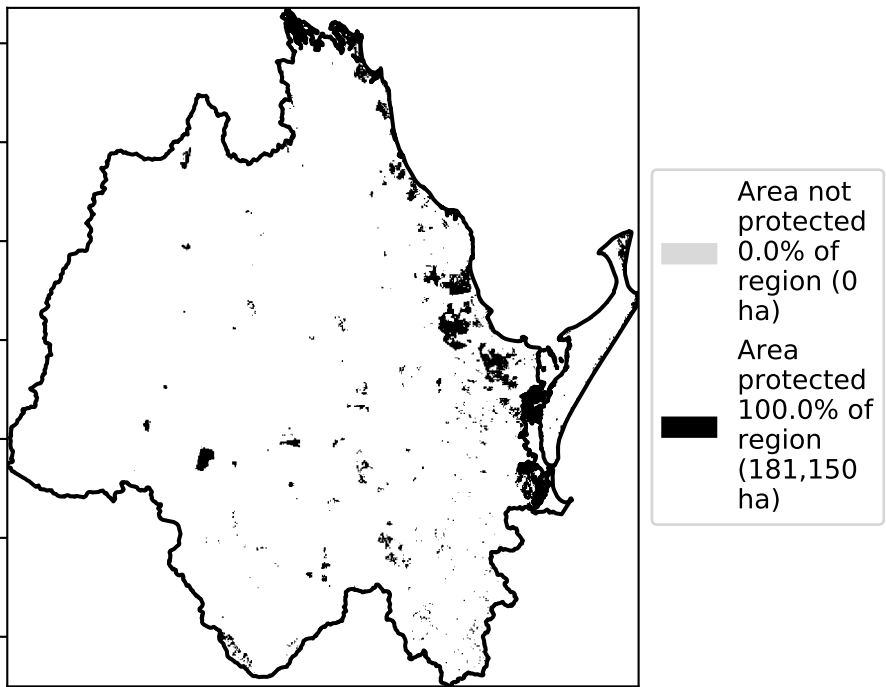 Area not
protected
0.0% of
region (0
ha)
Area
protected
100.0% of
region
(181,150
ha)